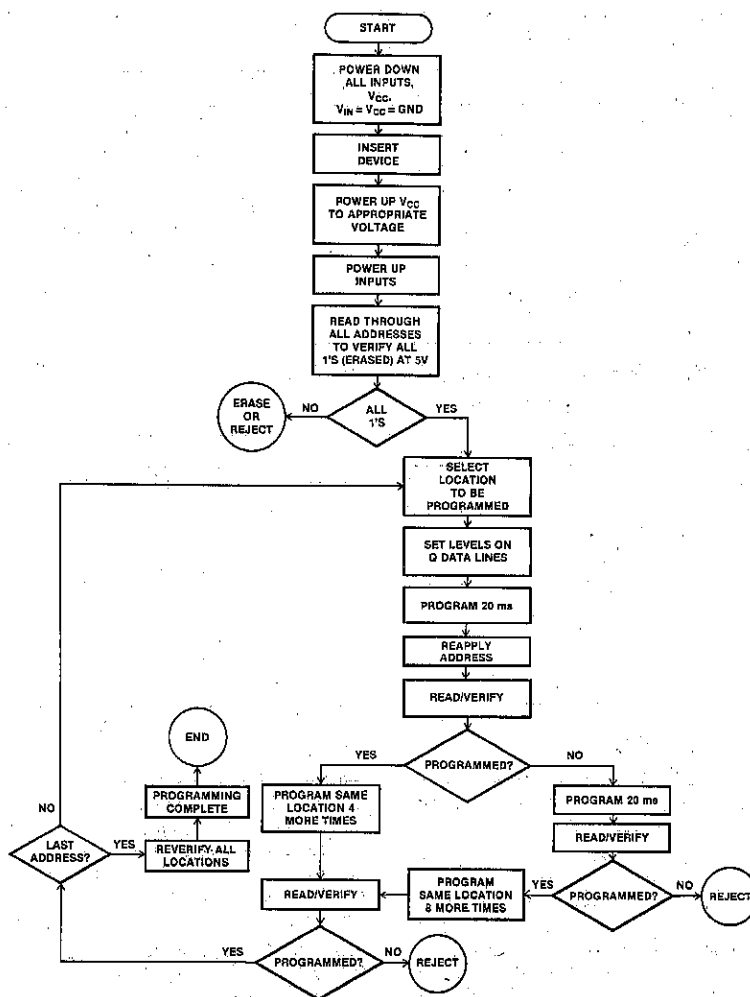 START
POWER DOWN
ALL INPUTS,
VCC.
VIN = VCC = GND
INSERT
DEVICE
POWER UP VCC
TO APPROPRIATE
VOLTAGE
POWER UP
INPUTS
READ THROUGH
ALL ADDRESSES
TO VERIFY ALL
1'S (ERASED) AT 5V
ERASE
OR
REJECT
NO
ALL
1'S
YES
SELECT
LOCATION
TO BE
PROGRAMMED
SET LEVELS ON
Q DATA LINES
PROGRAM 20 ms
REAPPLY
ADDRESS
READ/VERIFY
END
YES
PROGRAMMED?
NO
PROGRAMMING
COMPLETE
PROGRAM SAME
LOCATION 4
MORE TIMES
PROGRAM 20 ms
NO
LAST
ADDRESS?
YES
REVERIFY ALL
LOCATIONS
READ/VERIFY
READ/VERIFY
PROGRAM
SAME LOCATION
8 MORE TIMES
YES
PROGRAMMED?
NO
REJECT
YES
PROGRAMMED?
NO
REJECT